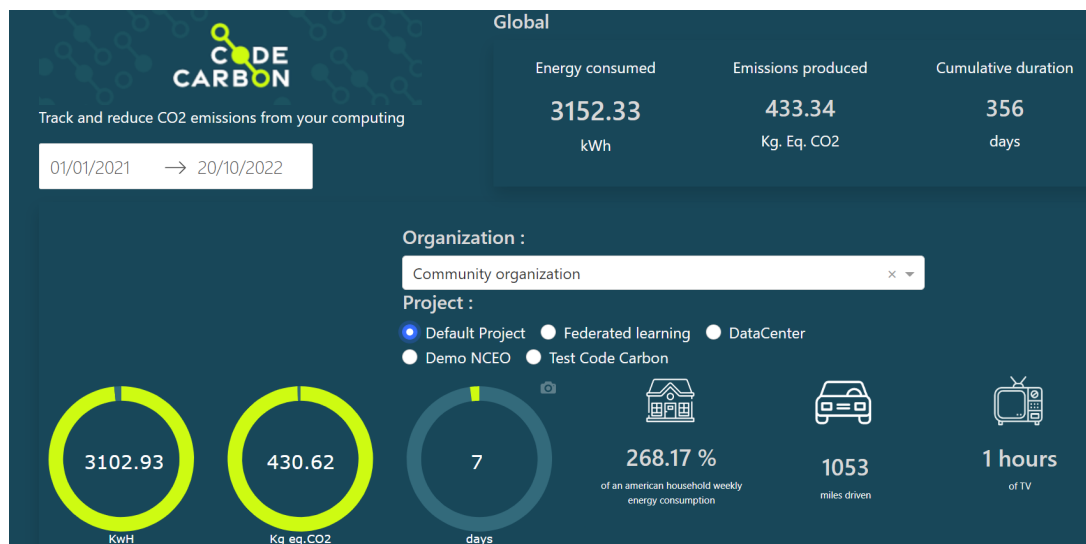 CODE
CARBON
Track and reduce CO2 emissions from your computing
01/01/2021 → 20/10/2022
Global
Energy consumed
3152.33
kWh
Emissions produced
433.34
Kg. Eq. CO2
Cumulative duration
356
days
Organization :
Community organization × 
Project :
Default Project Federated learning DataCenter
Demo NCEO Test Code Carbon
3102.93
KwH
430.62
Kg eq.CO2
7
days
268.17 %
of an american household weekly
energy consumption
1053
miles driven
1 hours
of TV